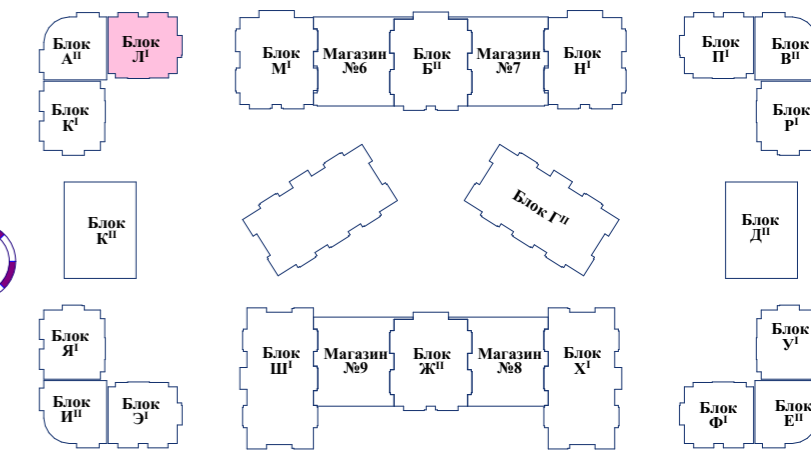 Блок
Аᴵᴵ
Блок
Лᴵ
Блок
Мᴵ
Магазин
№6
Блок
Бᴵᴵ
Магазин
№7
Блок
Нᴵ
Блок
Пᴵ
Блок
Вᴵᴵ
Блок
Кᴵ
Блок
Рᴵ
Блок
Кᴵᴵ
Блок Гᴵᴵ
Блок
Дᴵᴵ
Блок
Яᴵ
Блок
Шᴵ
Магазин
№9
Блок
Жᴵᴵ
Магазин
№8
Блок
Хᴵ
Блок
Уᴵ
Блок
Иᴵᴵ
Блок
Эᴵ
Блок
Фᴵ
Блок
Еᴵᴵ